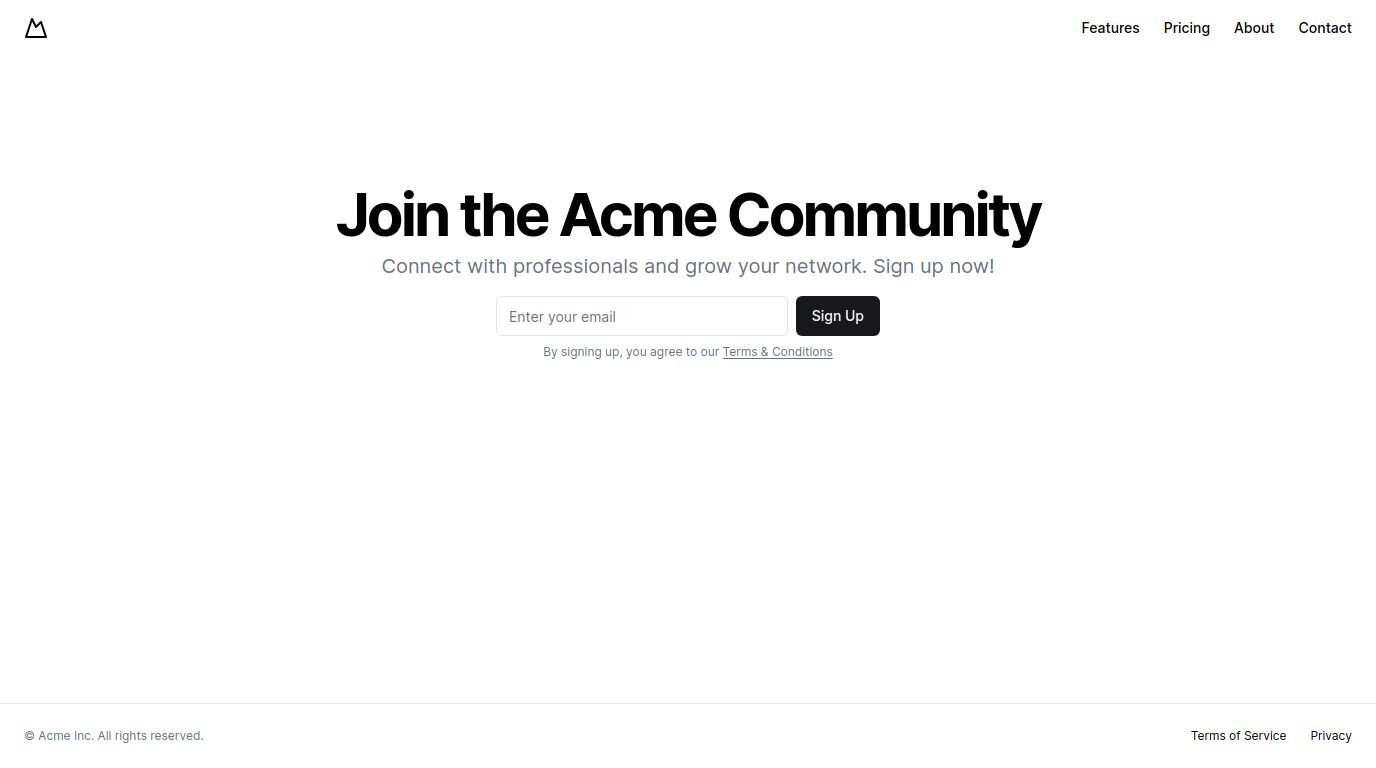 Features Pricing About Contact
Join the Acme Community
Connect with professionals and grow your network. Sign up now!
Enter your email
Sign Up
By signing up, you agree to our Terms & Conditions
© Acme Inc. All rights reserved.
Terms of Service Privacy